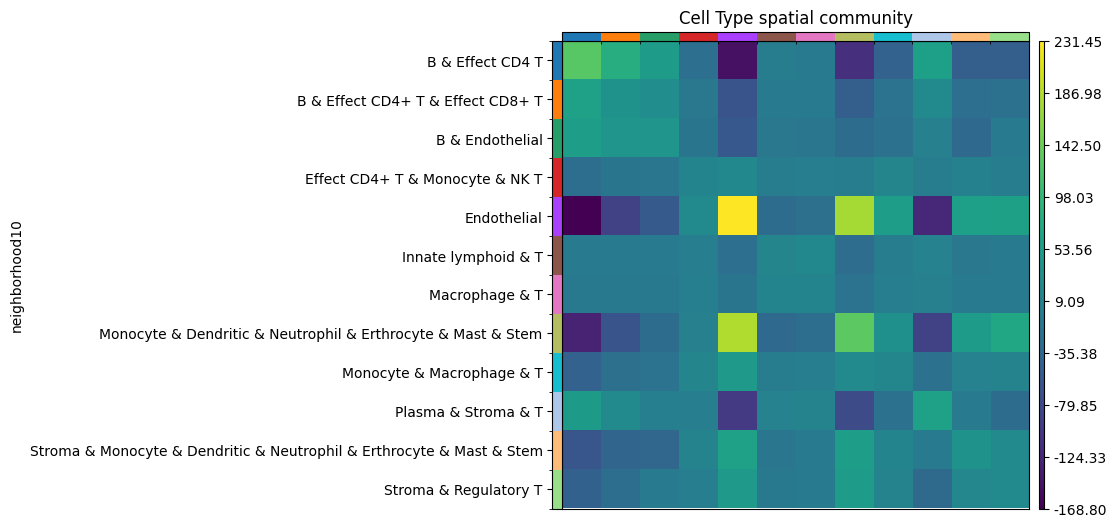 Cell Type spatial community
neighborhood10
B & Effect CD4 T
B & Effect CD4+ T & Effect CD8+ T
B & Endothelial
Effect CD4+ T & Monocyte & NK T
Endothelial
Innate lymphoid & T
Macrophage & T
Monocyte & Dendritic & Neutrophil & Erthrocyte & Mast & Stem
Monocyte & Macrophage & T
Plasma & Stroma & T
Stroma & Monocyte & Dendritic & Neutrophil & Erthrocyte & Mast & Stem
Stroma & Regulatory T
231.45
186.98
142.50
98.03
53.56
9.09
-35.38
-79.85
-124.33
-168.80